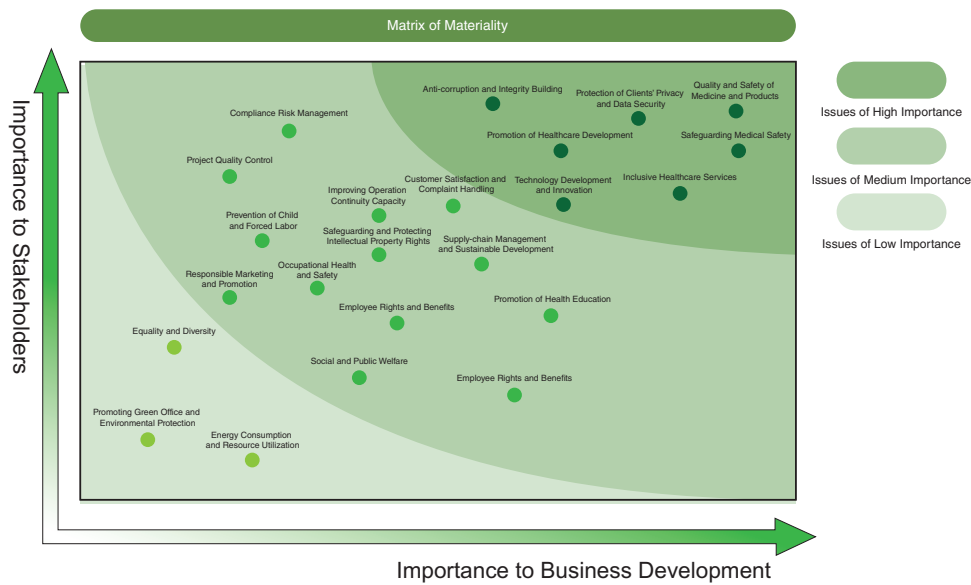 Matrix of Materiality
Importance to Stakeholders
Anti-corruption and Integrity Building
Protection of Clients' Privacy
and Data Security
Quality and Safety of
Medicine and Products
Compliance Risk Management
Promotion of Healthcare Development
Safeguarding Medical Safety
Project Quality Control
Customer Satisfaction and
Complaint Handling
Technology Development
and Innovation
Inclusive Healthcare Services
Improving Operation
Continuity Capacity
Prevention of Child
and Forced Labor
Safeguarding and Protecting
Intellectual Property Rights
Supply-chain Management
and Sustainable Development
Responsible Marketing
and Promotion
Occupational Health
and Safety
Employee Rights and Benefits
Promotion of Health Education
Equality and Diversity
Social and Public Welfare
Employee Rights and Benefits
Promoting Green Office and
Environmental Protection
Energy Consumption
and Resource Utilization
Importance to Business Development
Issues of High Importance
Issues of Medium Importance
Issues of Low Importance